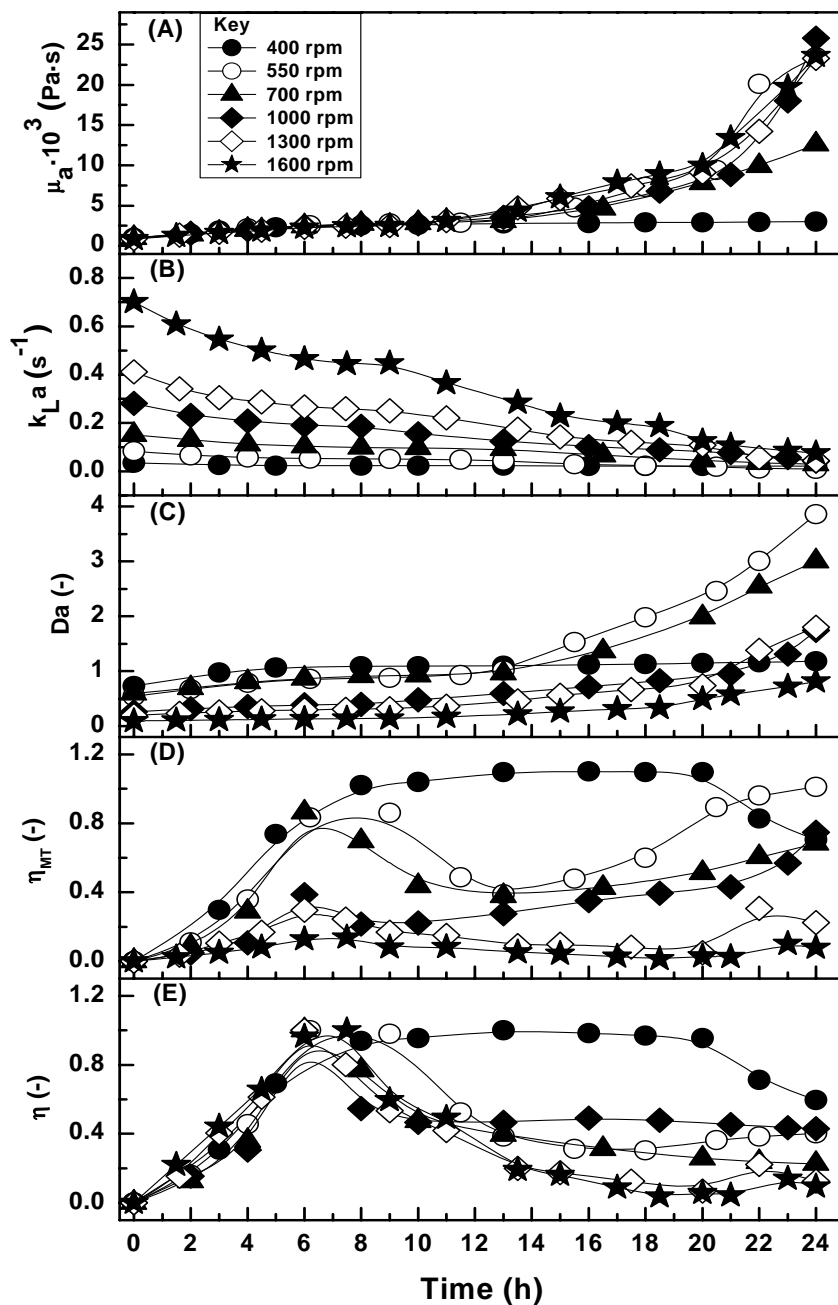 (A)
Key
400 rpm
550 rpm
700 rpm
1000 rpm
1300 rpm
1600 rpm
μa·10³ (Pa·s)
25
20
15
10
5
0
(B)
kLa (s⁻¹)
0.8
0.6
0.4
0.2
0.0
(C)
Da (-)
4
3
2
1
0
(D)
ηMT (-)
1.2
0.8
0.4
0.0
(E)
η (-)
1.2
0.8
0.4
0.0
0 2 4 6 8 10 12 14 16 18 20 22 24
Time (h)